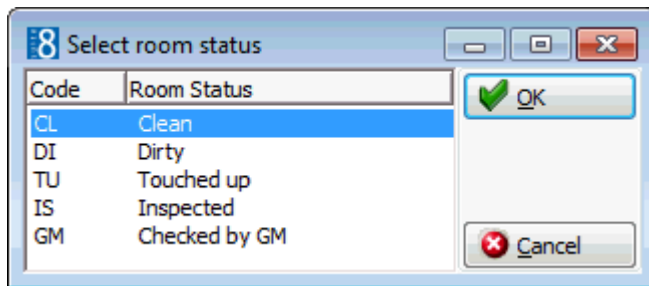 8 Select room status
Code Room Status
OK
CL Clean
DI Dirty
TU Touched up
IS Inspected
GM Checked by GM
Cancel